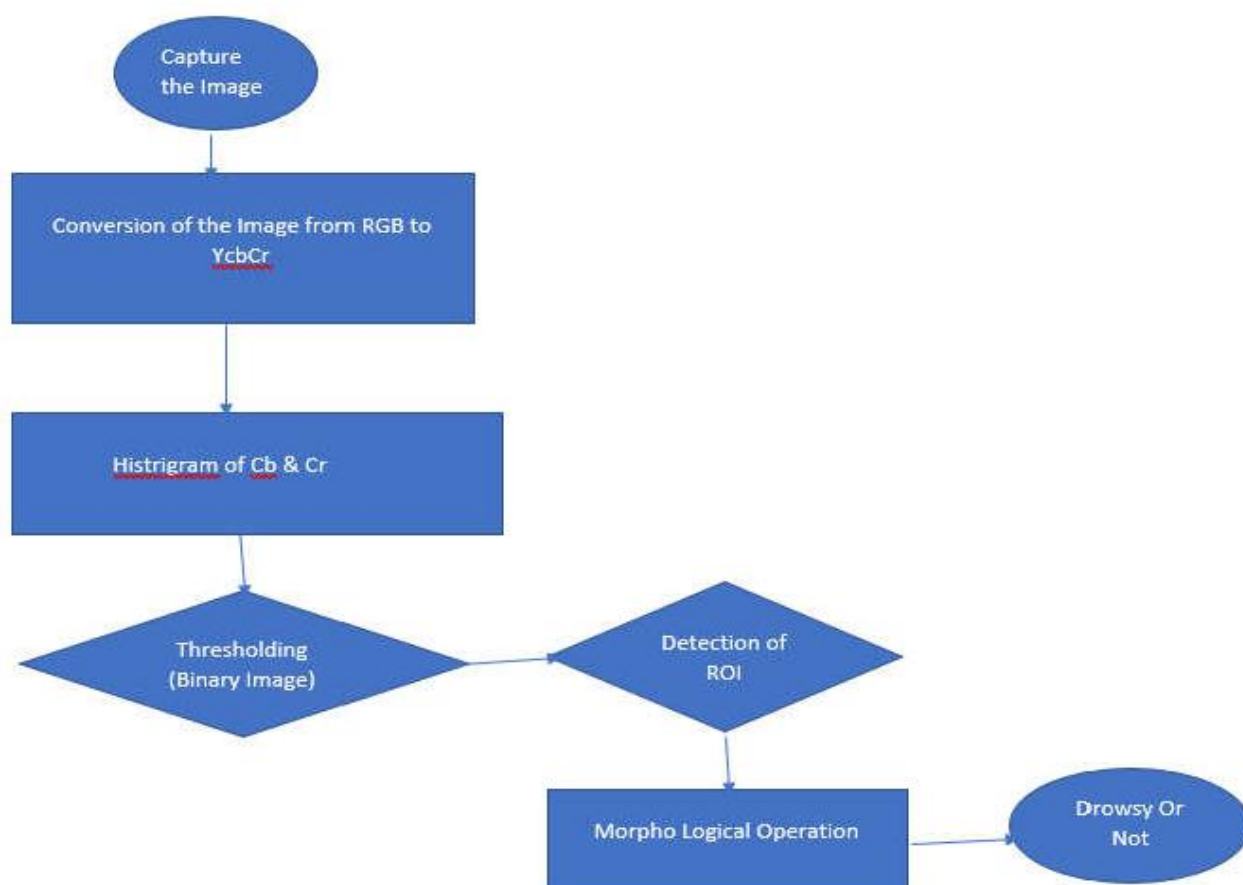 Capture
the Image
Conversion of the Image from RGB to
YcbCr
Histrigram of Cb & Cr
Thresholding
(Binary Image)
Detection of
ROI
Morpho Logical Operation
Drowsy Or
Not